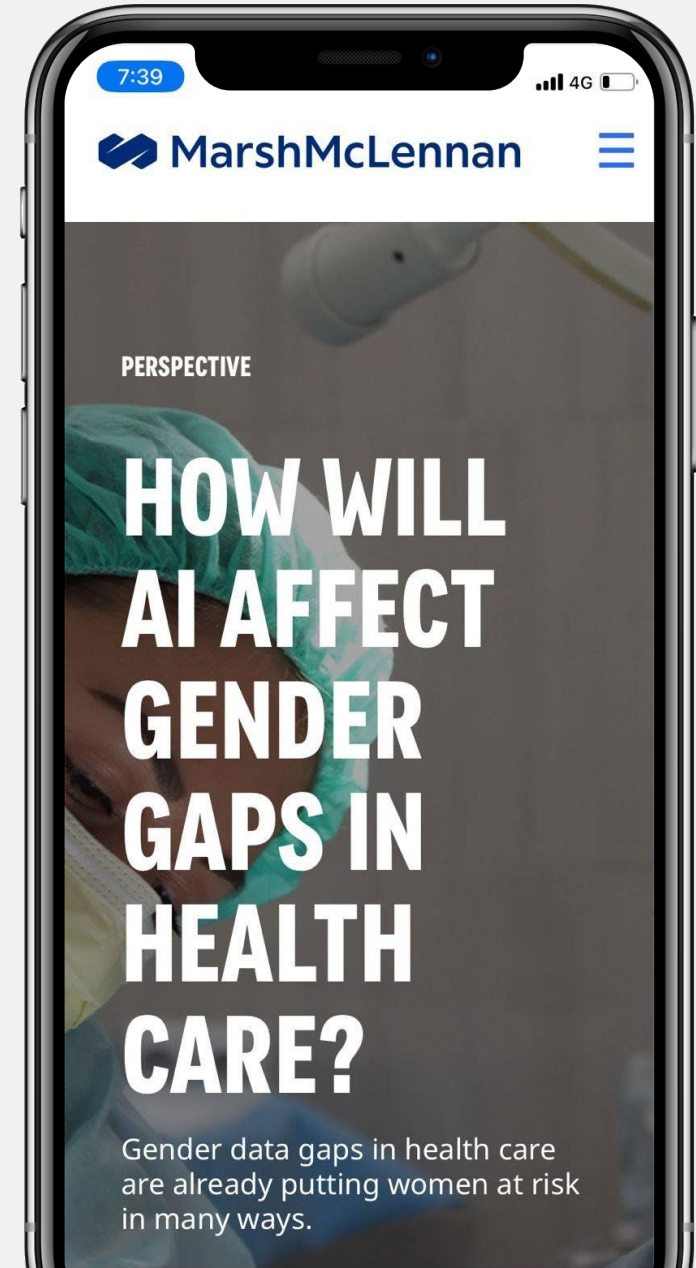 7:39
4G
MarshMcLennan
PERSPECTIVE
HOW WILL
AI AFFECT
GENDER
GAPS IN
HEALTH
CARE?
Gender data gaps in health care
are already putting women at risk
in many ways.